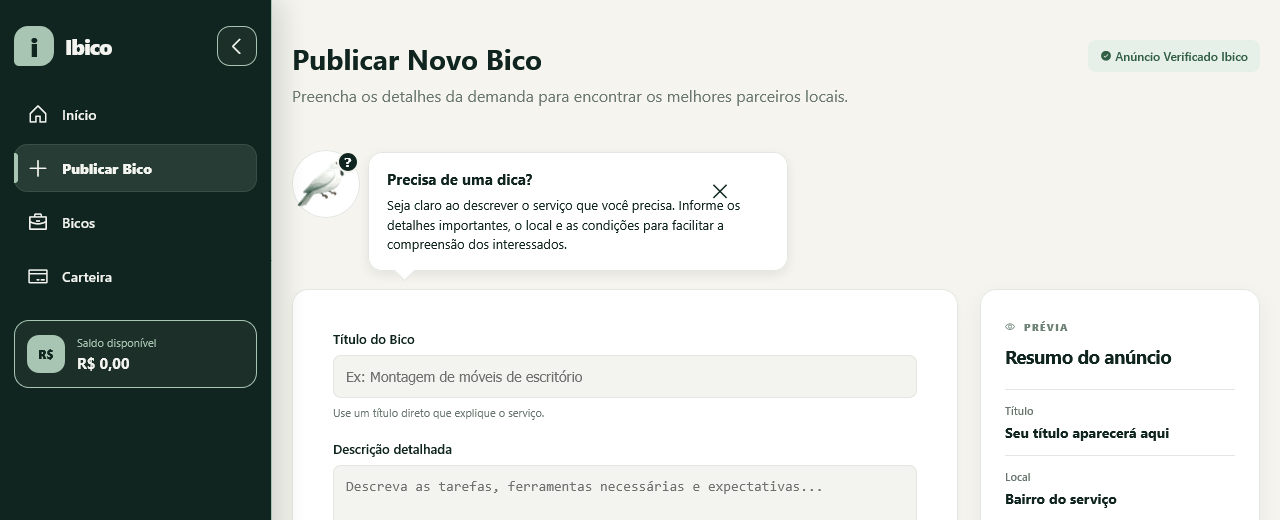 i Ibico
Início
Publicar Bico
Bicos
Carteira
R$
Saldo disponível
R$ 0,00
Publicar Novo Bico
Preencha os detalhes da demanda para encontrar os melhores parceiros locais.
Anúncio Verificado Ibico
?
Precisa de uma dica?
Seja claro ao descrever o serviço que você precisa. Informe os
detalhes importantes, o local e as condições para facilitar a
compreensão dos interessados.
Título do Bico
Ex: Montagem de móveis de escritório
Use um título direto que explique o serviço.
Descrição detalhada
Descreva as tarefas, ferramentas necessárias e expectativas...
PRÉVIA
Resumo do anúncio
Título
Seu título aparecerá aqui
Local
Bairro do serviço